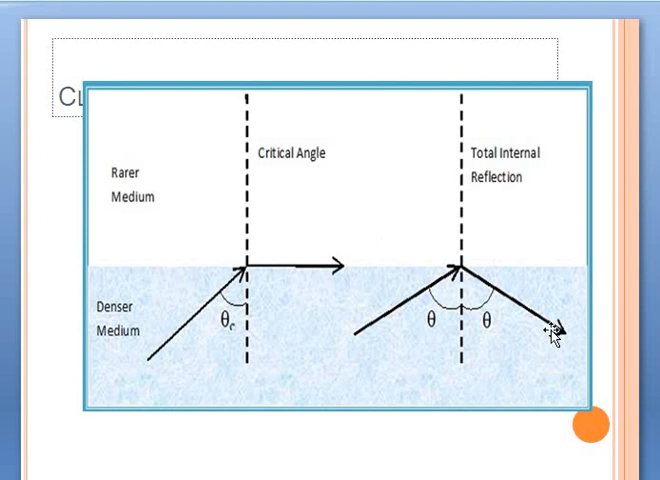 Critical Angle
Total Internal
Reflection
Rarer
Medium
Denser
Medium
θc
θ
θ